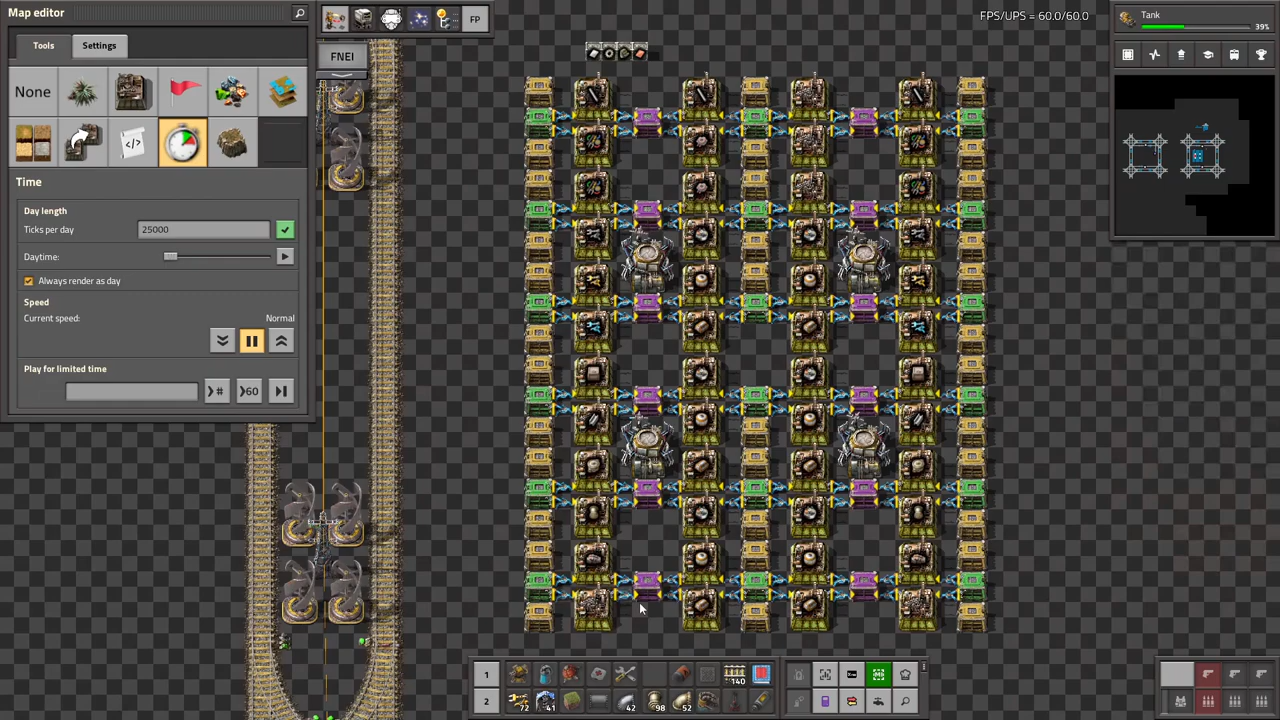 Map editor
FP
FPS/UPS = 60.0/60.0
Tank
39%
Tools
Settings
FNEI
None
</>
Time
Day length
Ticks per day
25000
Daytime:
Always render as day
Speed
Current speed:
Normal
Play for limited time
#
60
1
140
2
72
41
42
98
52